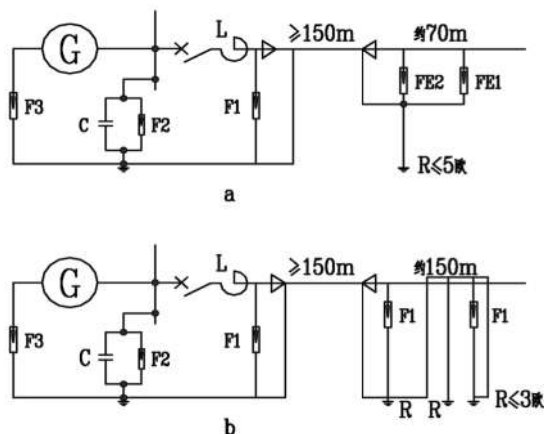 L ≥150m 约70m
G
FE2 FE1
F3 C F2 F1
R≤5欧
a
L ≥150m 约150m
G
F1 F1
F3 C F2 F1
R R R≤3欧
b